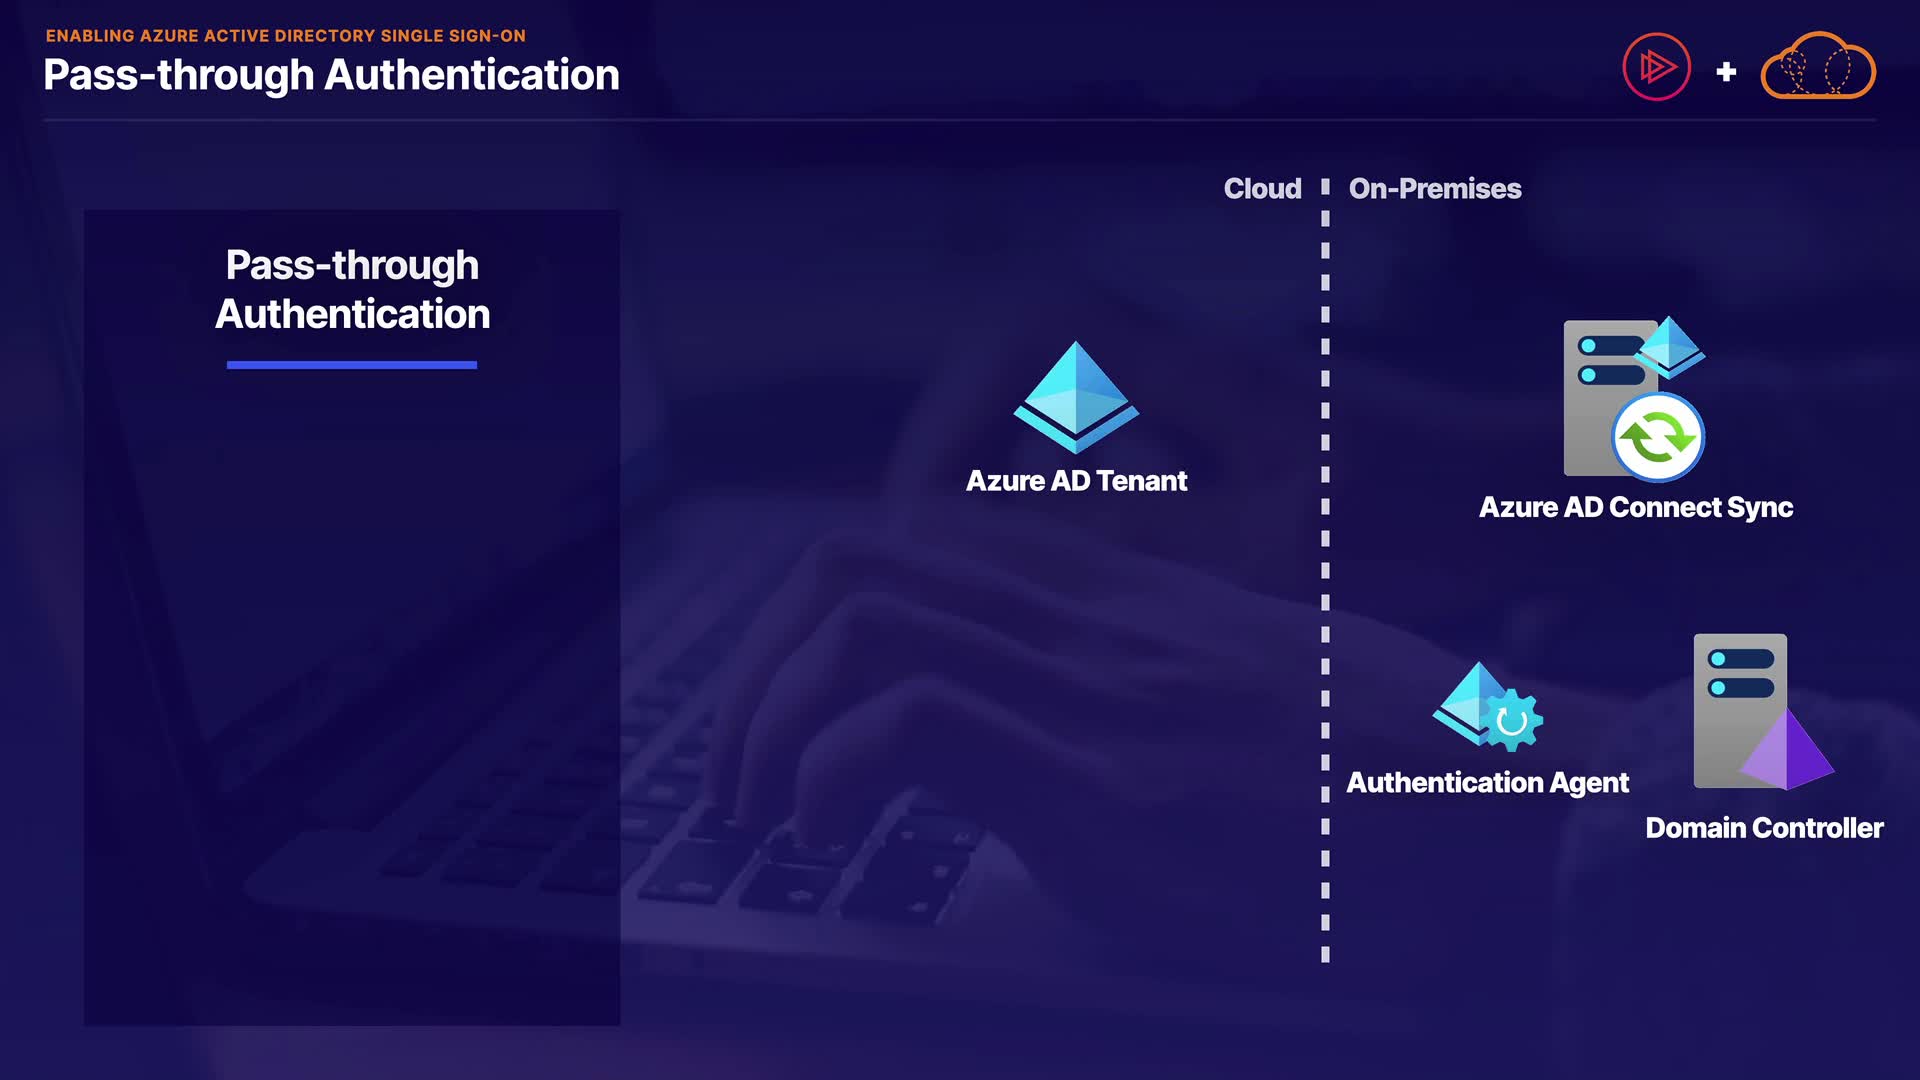 ENABLING AZURE ACTIVE DIRECTORY SINGLE SIGN-ON
Pass-through Authentication
Cloud
On-Premises
Pass-through
Authentication
Azure AD Tenant
Azure AD Connect Sync
Authentication Agent
Domain Controller